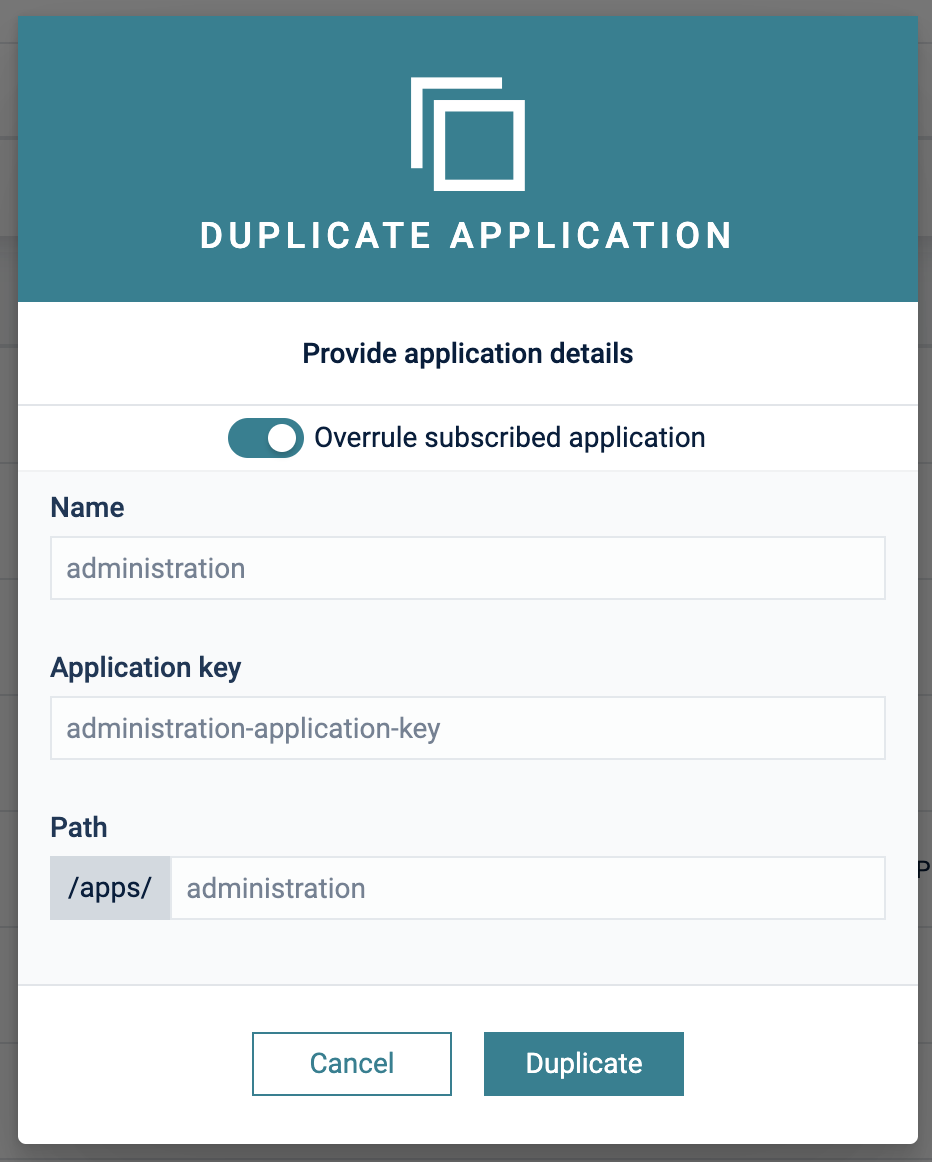 DUPLICATE APPLICATION
Provide application details
Overrule subscribed application
Name
administration
Application key
administration-application-key
Path
/apps/ administration
P
Cancel Duplicate